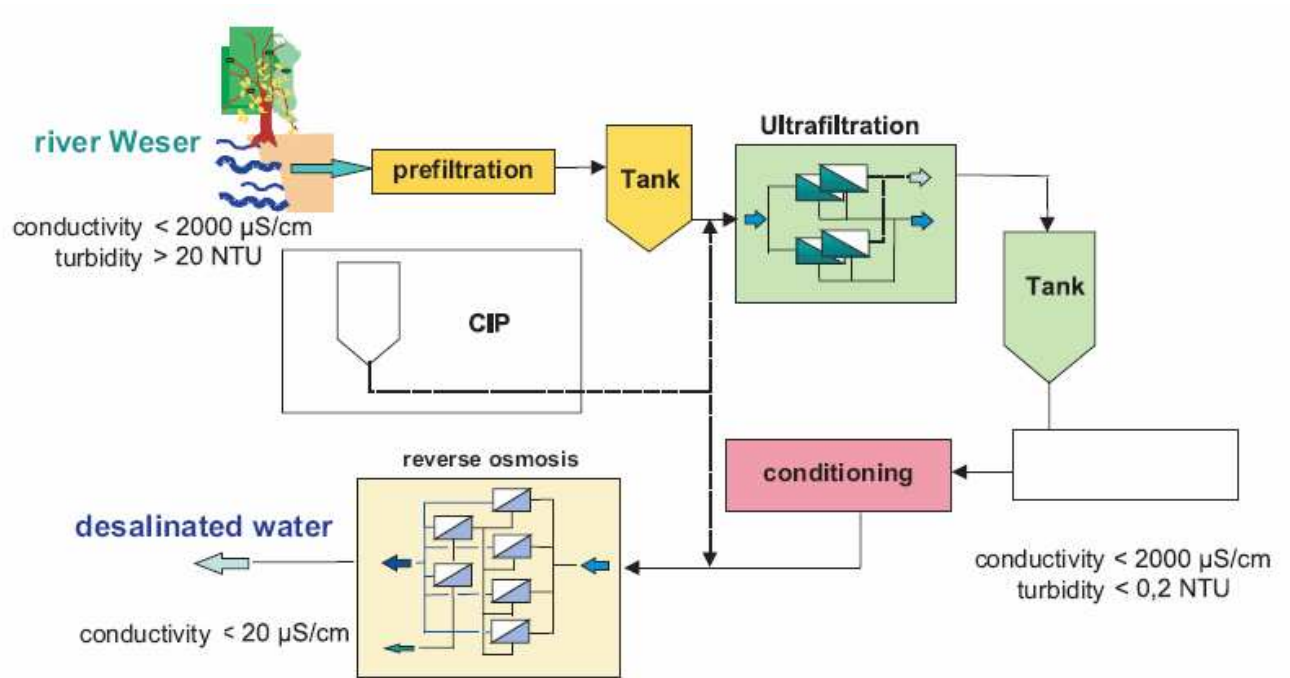 Ultrafiltration
river Weser
prefiltration
Tank
conductivity < 2000 µS/cm
turbidity > 20 NTU
Tank
CIP
reverse osmosis
conditioning
desalinated water
conductivity < 2000 µS/cm
turbidity < 0,2 NTU
conductivity < 20 µS/cm